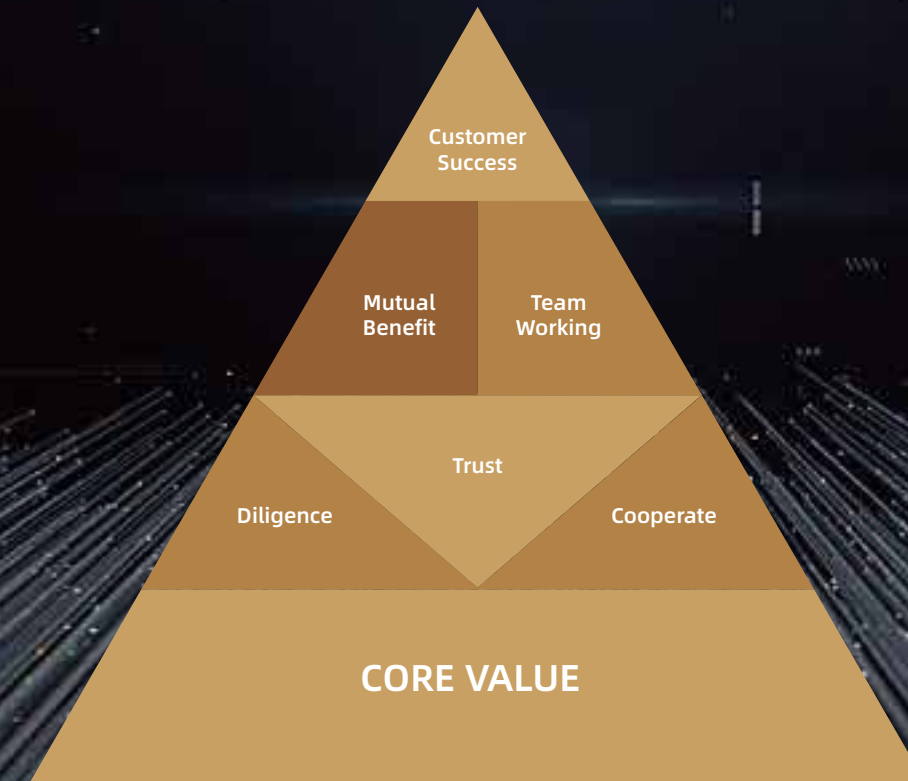 Customer
Success
Mutual
Benefit
Team
Working
Trust
Diligence
Cooperate
CORE VALUE